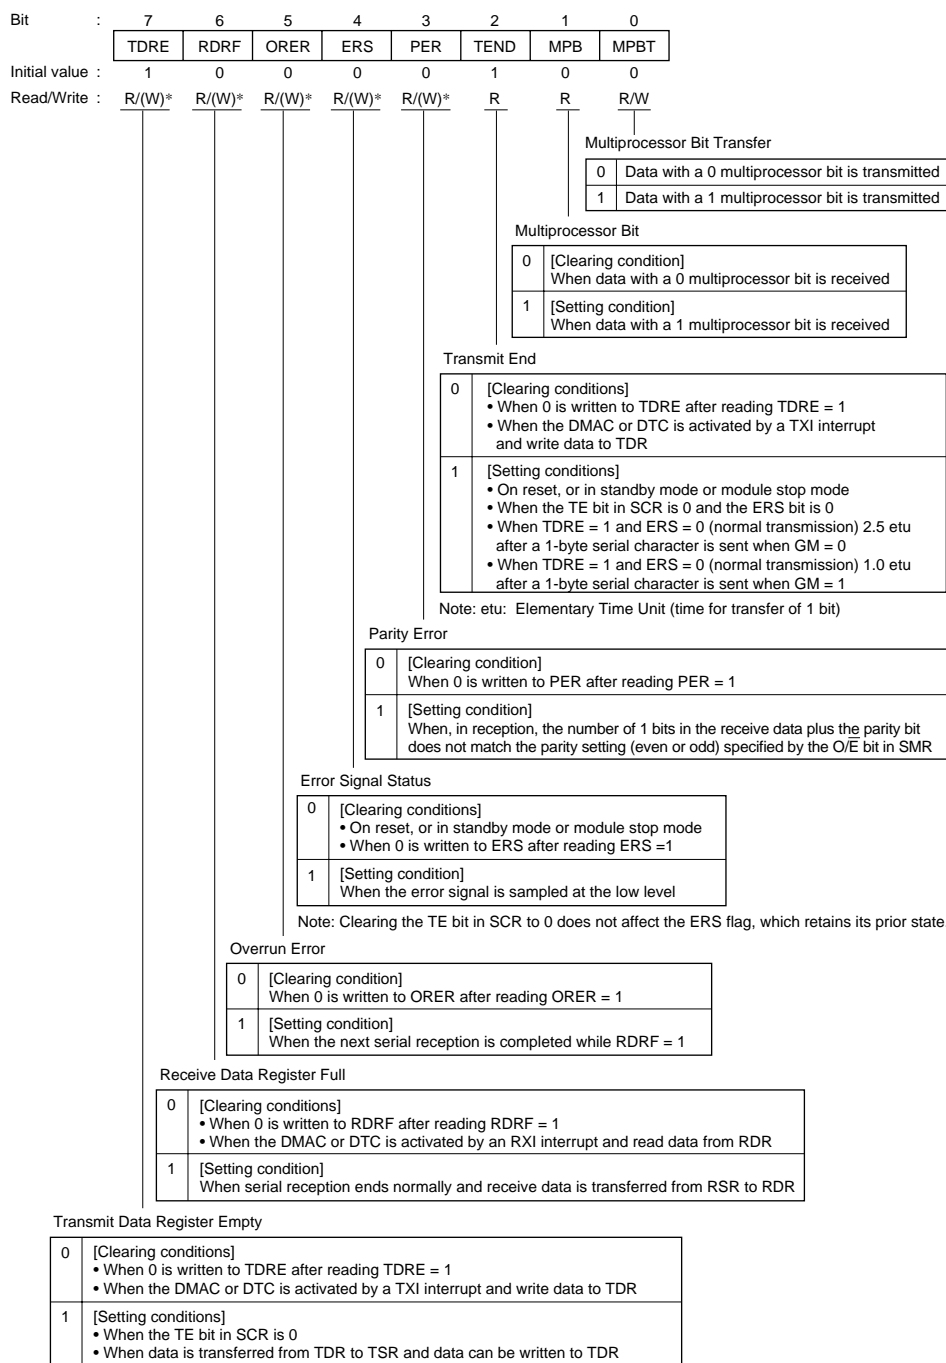 Bit : 7 6 5 4 3 2 1 0
TDRE RDRF ORER ERS PER TEND MPB MPBT
Initial value : 1 0 0 0 0 1 0 0
Read/Write : R/(W)* R/(W)* R/(W)* R/(W)* R/(W)* R R R/W
Multiprocessor Bit Transfer
0 Data with a 0 multiprocessor bit is transmitted
1 Data with a 1 multiprocessor bit is transmitted
Multiprocessor Bit
0 [Clearing condition]
When data with a 0 multiprocessor bit is received
1 [Setting condition]
When data with a 1 multiprocessor bit is received
Transmit End
0 [Clearing conditions]
• When 0 is written to TDRE after reading TDRE = 1
• When the DMAC or DTC is activated by a TXI interrupt
and write data to TDR
1 [Setting conditions]
• On reset, or in standby mode or module stop mode
• When the TE bit in SCR is 0 and the ERS bit is 0
• When TDRE = 1 and ERS = 0 (normal transmission) 2.5 etu
after a 1-byte serial character is sent when GM = 0
• When TDRE = 1 and ERS = 0 (normal transmission) 1.0 etu
after a 1-byte serial character is sent when GM = 1
Note: etu: Elementary Time Unit (time for transfer of 1 bit)
Parity Error
0 [Clearing condition]
When 0 is written to PER after reading PER = 1
1 [Setting condition]
When, in reception, the number of 1 bits in the receive data plus the parity bit
does not match the parity setting (even or odd) specified by the O/E̅ bit in SMR
Error Signal Status
0 [Clearing conditions]
• On reset, or in standby mode or module stop mode
• When 0 is written to ERS after reading ERS =1
1 [Setting condition]
When the error signal is sampled at the low level
Note: Clearing the TE bit in SCR to 0 does not affect the ERS flag, which retains its prior state
Overrun Error
0 [Clearing condition]
When 0 is written to ORER after reading ORER = 1
1 [Setting condition]
When the next serial reception is completed while RDRF = 1
Receive Data Register Full
0 [Clearing conditions]
• When 0 is written to RDRF after reading RDRF = 1
• When the DMAC or DTC is activated by an RXI interrupt and read data from RDR
1 [Setting condition]
When serial reception ends normally and receive data is transferred from RSR to RDR
Transmit Data Register Empty
0 [Clearing conditions]
• When 0 is written to TDRE after reading TDRE = 1
• When the DMAC or DTC is activated by a TXI interrupt and write data to TDR
1 [Setting conditions]
• When the TE bit in SCR is 0
• When data is transferred from TDR to TSR and data can be written to TDR